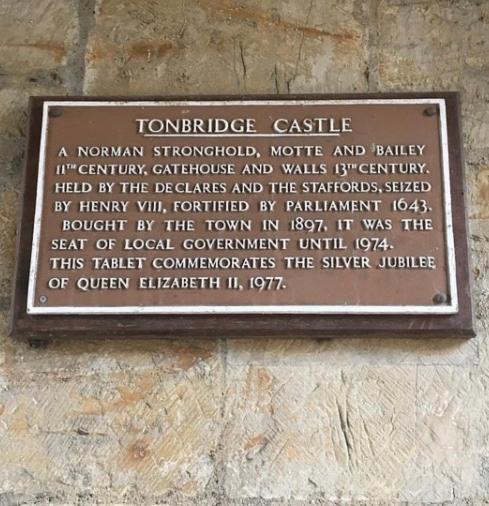 TONBRIDGE CASTLE
A NORMAN STRONGHOLD, MOTTE AND BAILEY
11TH CENTURY, GATEHOUSE AND WALLS 13TH CENTURY.
HELD BY THE DE CLARES AND THE STAFFORDS, SEIZED
BY HENRY VIII, FORTIFIED BY PARLIAMENT 1643.
BOUGHT BY THE TOWN IN 1897, IT WAS THE
SEAT OF LOCAL GOVERNMENT UNTIL 1974.
THIS TABLET COMMEMORATES THE SILVER JUBILEE
OF QUEEN ELIZABETH II, 1977.